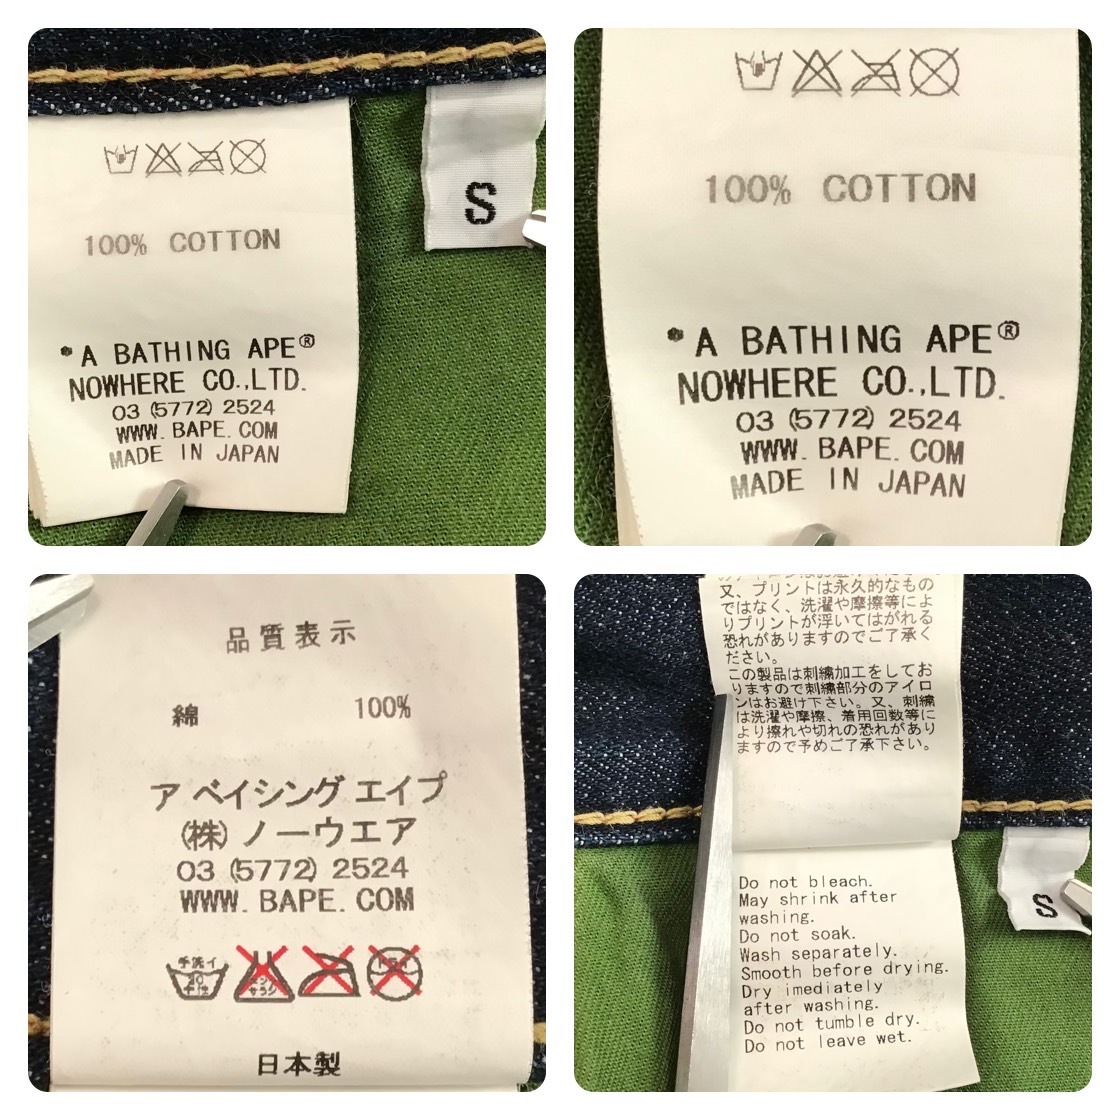 100% COTTON
*A BATHING APE®
NOWHERE CO.,LTD.
03 (5772) 2524
WWW. BAPE. COM
MADE IN JAPAN
S
100% COTTON
*A BATHING APE®
NOWHERE CO.,LTD.
03 (5772) 2524
WWW. BAPE. COM
MADE IN JAPAN
品質表示
綿 100%
ア ベイシング エイプ
(株) ノーウエア
03 (5772) 2524
WWW. BAPE. COM
手洗イ
40
日本製
又、プリントは永久的なもの
ではなく、洗濯や摩擦等によ
りプリントが浮いてはがれる
恐れがありますのでご了承く
ださい。
この製品は刺繍加工をしてお
りますので刺繍部分のアイロ
ンはお避け下さい。又、刺繍
は洗濯や摩擦、着用回数等に
より擦れや切れの恐れがあり
ますので予めご了承下さい。
Do not bleach.
May shrink after
washing.
Do not soak.
Wash separately.
Smooth before drying.
Dry imediately
after washing.
Do not tumble dry.
Do not leave wet.
S